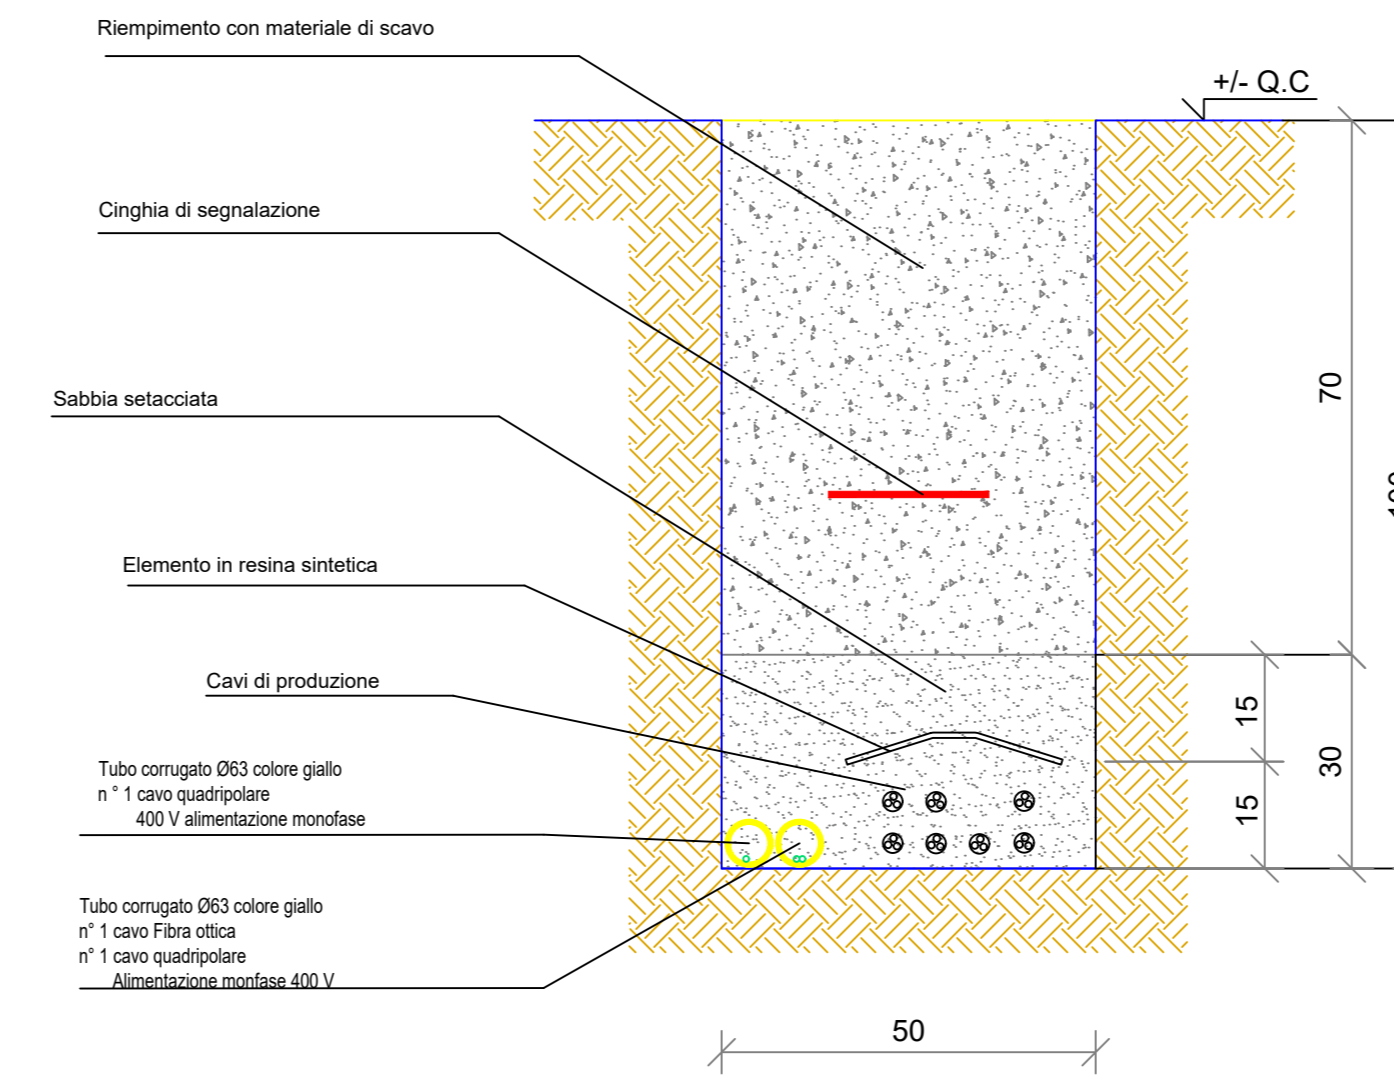 Riempimento con materiale di scavo
+/- Q.C
Cinghia di segnalazione
70
Sabbia setacciata
Elemento in resina sintetica
Cavi di produzione
15
30
15
Tubo corrugato Ø63 colore giallo
n ° 1 cavo quadripolare
400 V alimentazione monofase
Tubo corrugato Ø63 colore giallo
n° 1 cavo Fibra ottica
n° 1 cavo quadripolare
Alimentazione monfase 400 V
50